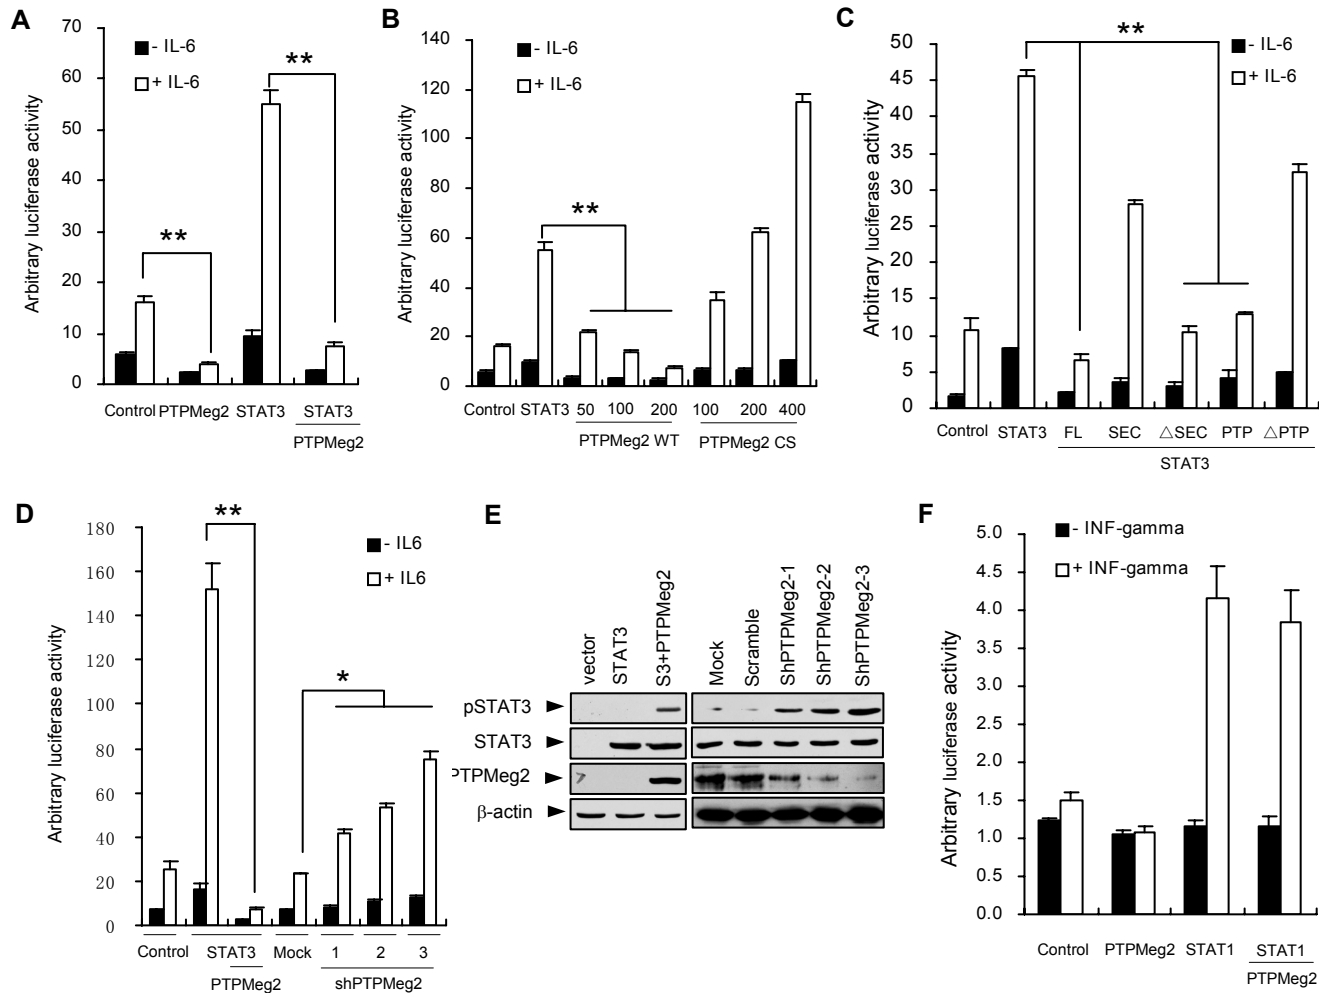 A
70
60
50
40
30
20
10
0
Arbitrary luciferase activity
- IL-6
+ IL-6
**
**
Control PTPMeg2 STAT3 STAT3
PTPMeg2
B
140
120
100
80
60
40
20
0
Arbitrary luciferase activity
- IL-6
+ IL-6
**
Control STAT3 50 100 200 100 200 400
PTPMeg2 WT PTPMeg2 CS
C
50
45
40
35
30
25
20
15
10
5
0
Arbitrary luciferase activity
- IL-6
+ IL-6
**
Control STAT3 FL SEC △SEC PTP △PTP
STAT3
D
180
160
140
120
100
80
60
40
20
0
Arbitrary luciferase activity
- IL6
+ IL6
**
*
Control STAT3 Mock 1 2 3
PTPMeg2 shPTPMeg2
E
vector
STAT3
S3+PTPMeg2
Mock
Scramble
ShPTPMeg2-1
ShPTPMeg2-2
ShPTPMeg2-3
pSTAT3
STAT3
PTPMeg2
β-actin
F
5.0
4.5
4.0
3.5
3.0
2.5
2.0
1.5
1.0
0.5
0.0
Arbitrary luciferase activity
- INF-gamma
+ INF-gamma
Control PTPMeg2 STAT1 STAT1
PTPMeg2